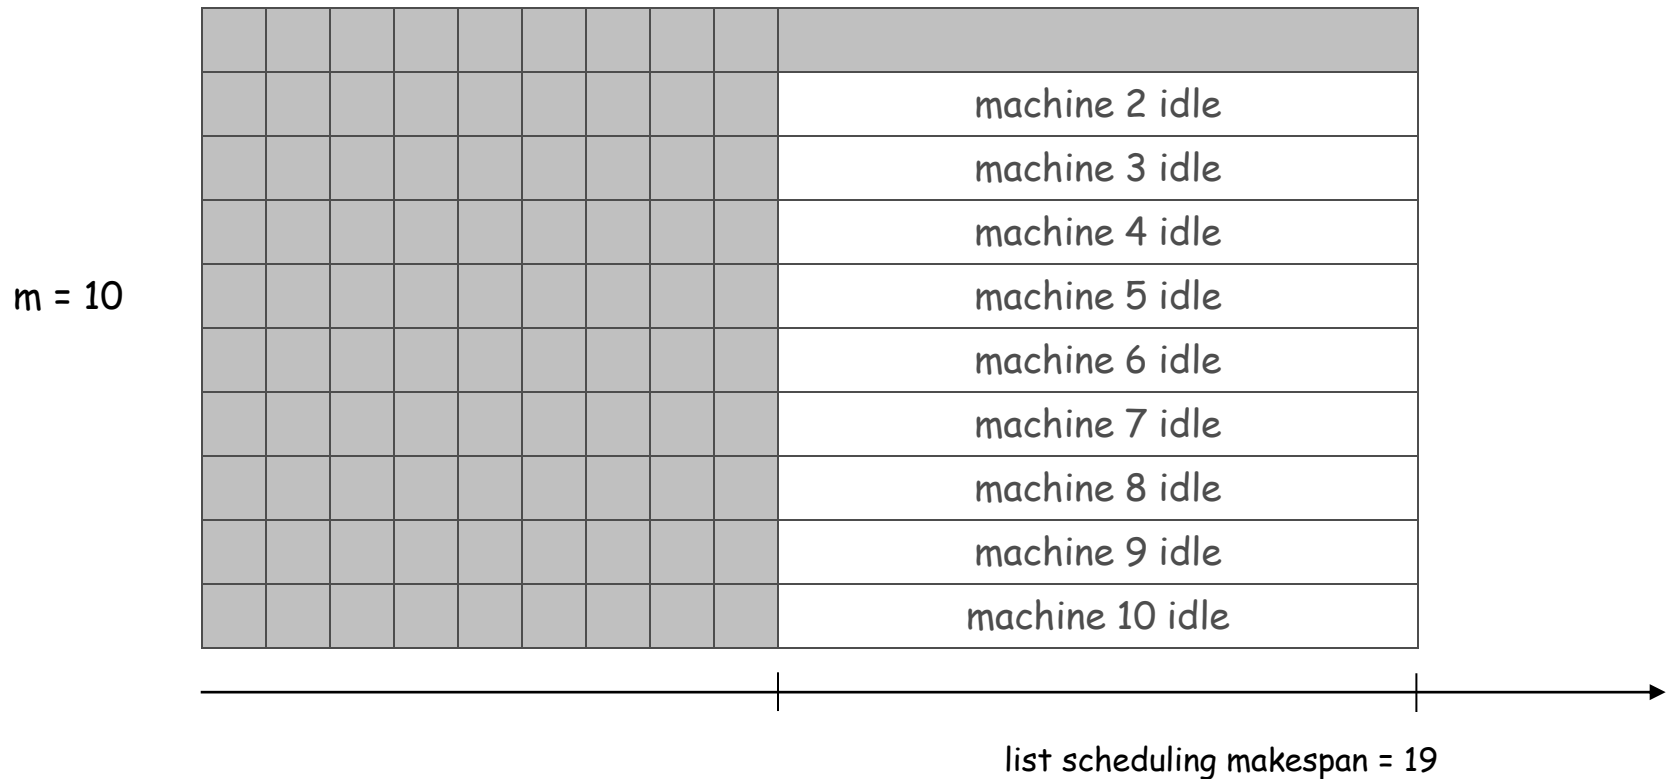 machine 2 idle
machine 3 idle
machine 4 idle
m = 10
machine 5 idle
machine 6 idle
machine 7 idle
machine 8 idle
machine 9 idle
machine 10 idle
list scheduling makespan = 19